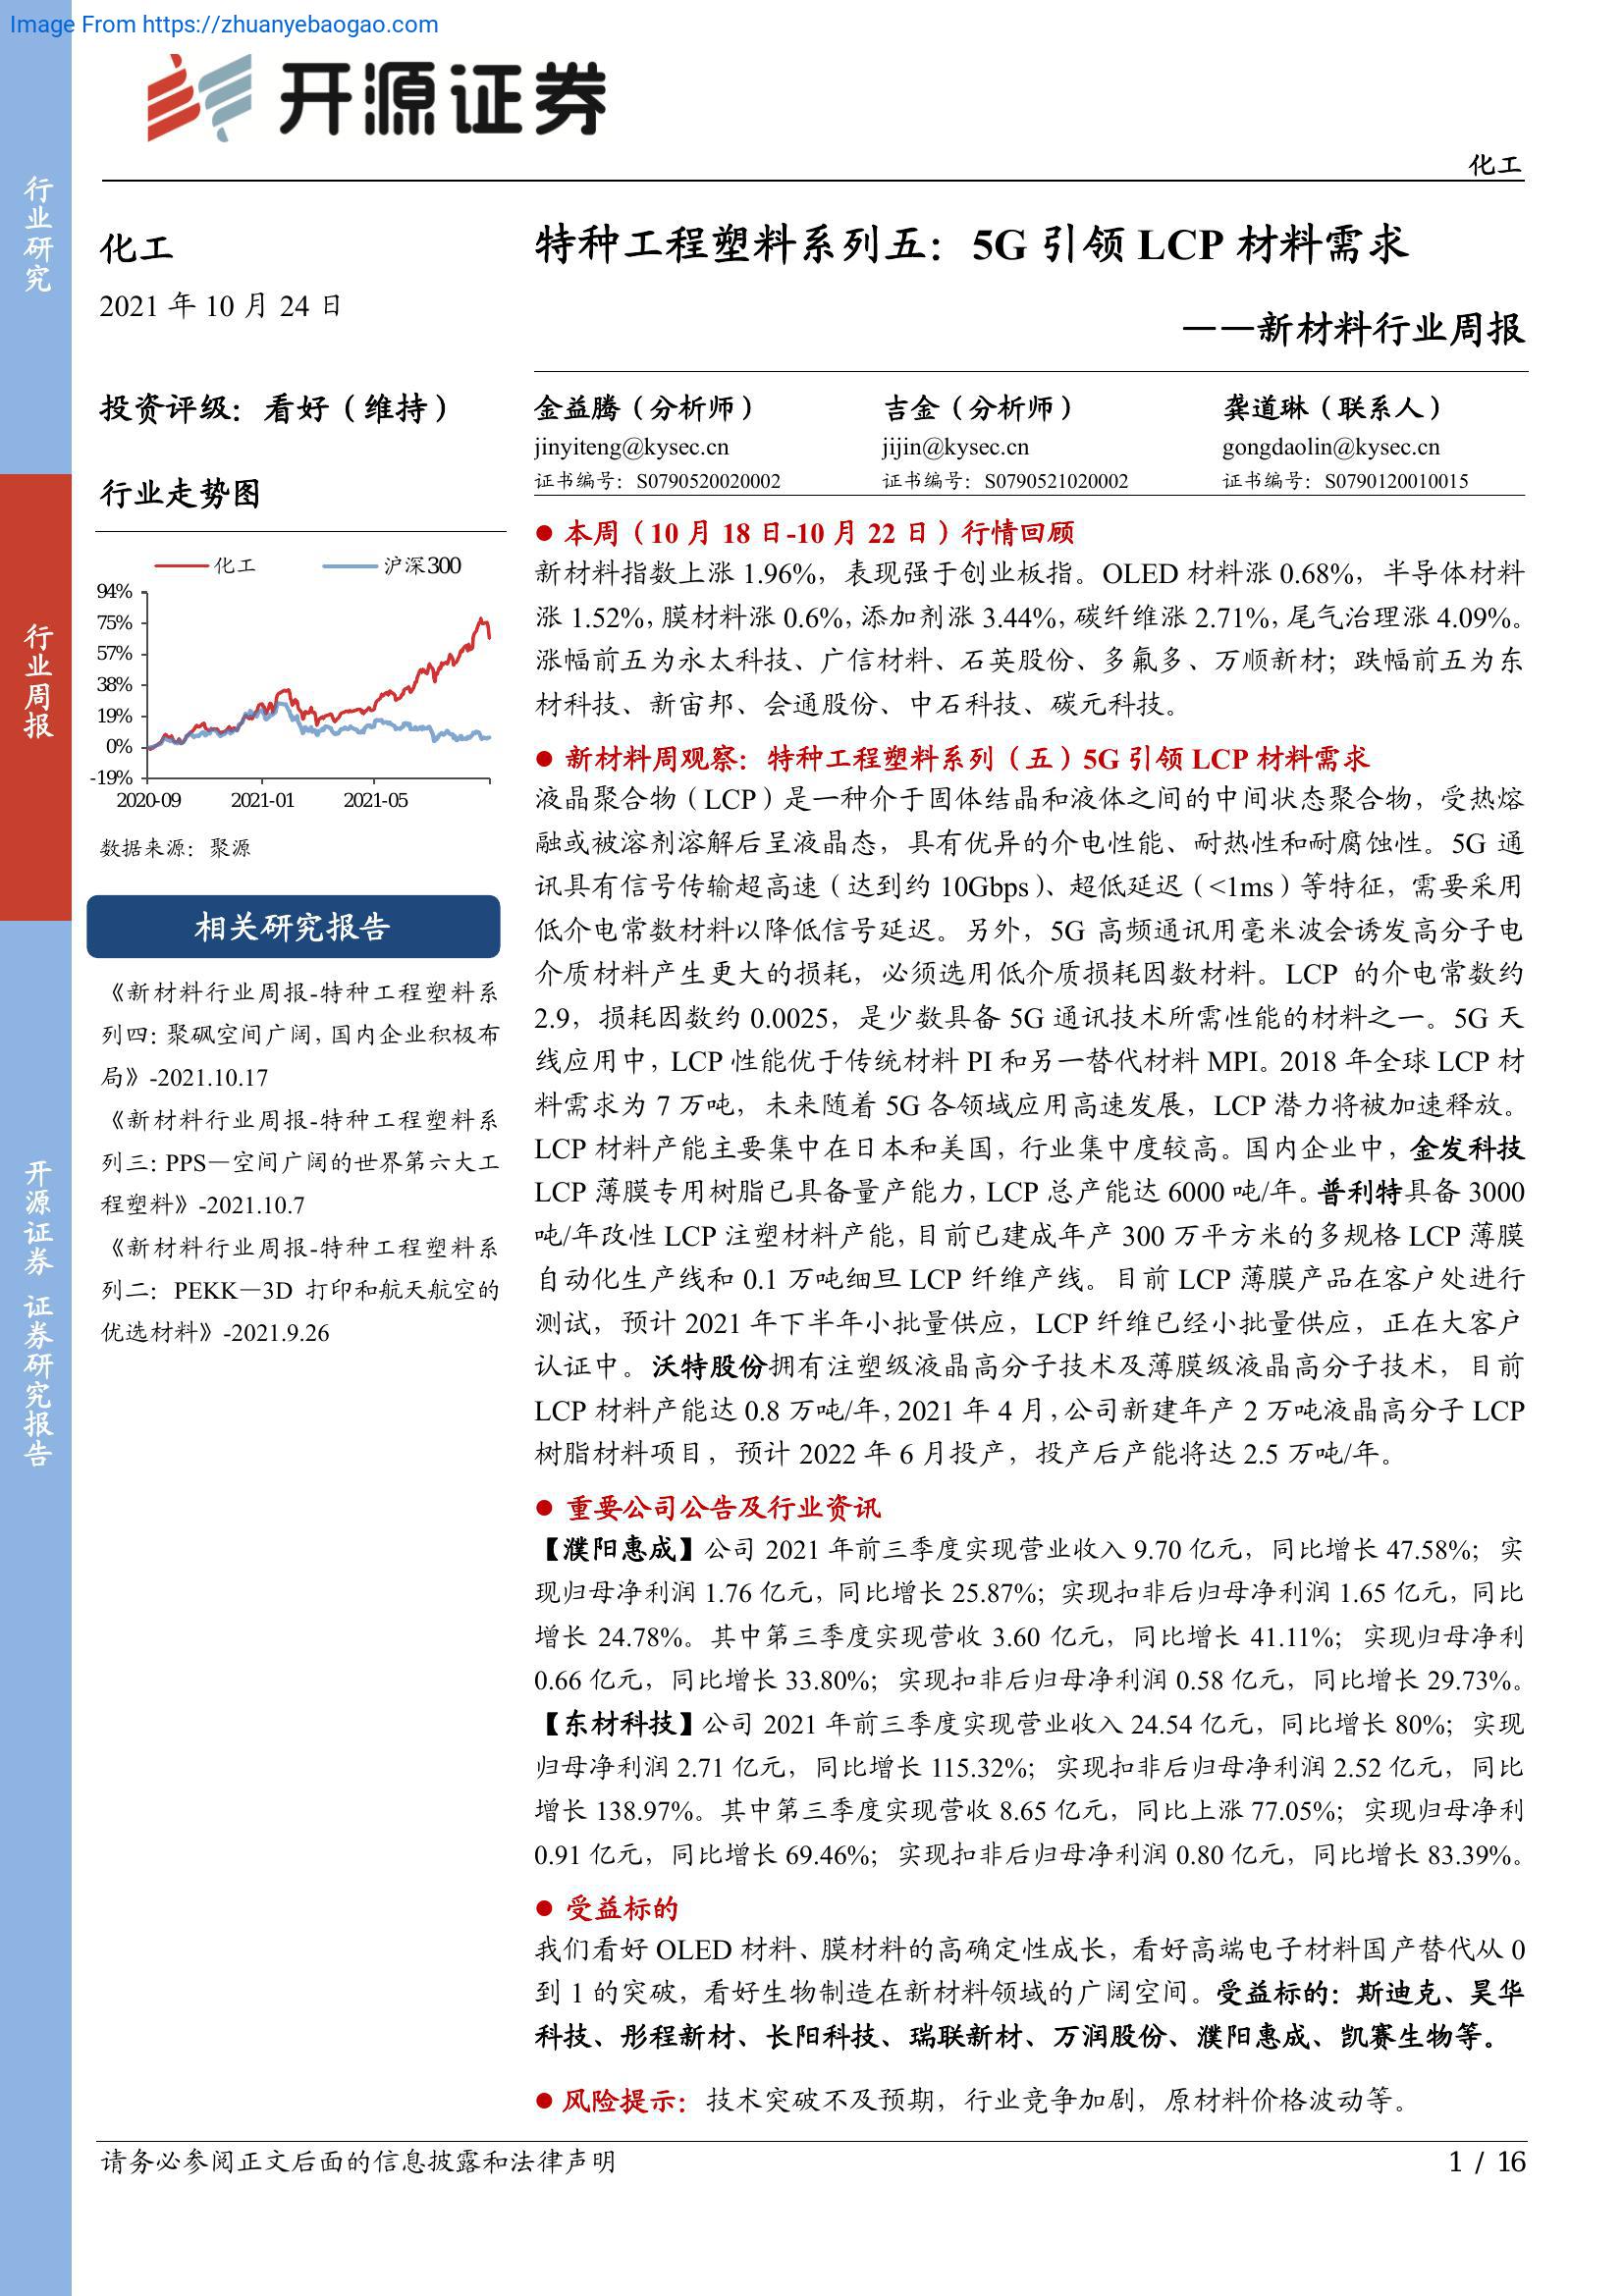 Image From https://zhuanyebaogao.com
开源证券
化工
行业研究
行业周报
开源证券 证券研究报告
化工
2021 年 10 月 24 日
投资评级：看好（维持）
行业走势图
化工
沪深300
94%
75%
57%
38%
19%
0%
-19%
2020-09
2021-01
2021-05
数据来源：聚源
相关研究报告
《新材料行业周报-特种工程塑料系
列四：聚砜空间广阔，国内企业积极布
局》-2021.10.17
《新材料行业周报-特种工程塑料系
列三：PPS—空间广阔的世界第六大工
程塑料》-2021.10.7
《新材料行业周报-特种工程塑料系
列二：PEKK—3D 打印和航天航空的
优选材料》-2021.9.26
特种工程塑料系列五：5G 引领 LCP 材料需求
——新材料行业周报
金益腾（分析师）
吉金（分析师）
龚道琳（联系人）
jinyiteng@kysec.cn
jijin@kysec.cn
gongdaolin@kysec.cn
证书编号：S0790520020002
证书编号：S0790521020002
证书编号：S0790120010015
● 本周（10 月 18 日-10 月 22 日）行情回顾
新材料指数上涨 1.96%，表现强于创业板指。OLED 材料涨 0.68%，半导体材料
涨 1.52%，膜材料涨 0.6%，添加剂涨 3.44%，碳纤维涨 2.71%，尾气治理涨 4.09%。
涨幅前五为永太科技、广信材料、石英股份、多氟多、万顺新材；跌幅前五为东
材科技、新宙邦、会通股份、中石科技、碳元科技。
● 新材料周观察：特种工程塑料系列（五）5G 引领 LCP 材料需求
液晶聚合物（LCP）是一种介于固体结晶和液体之间的中间状态聚合物，受热熔
融或被溶剂溶解后呈液晶态，具有优异的介电性能、耐热性和耐腐蚀性。5G 通
讯具有信号传输超高速（达到约 10Gbps）、超低延迟（<1ms）等特征，需要采用
低介电常数材料以降低信号延迟。另外，5G 高频通讯用毫米波会诱发高分子电
介质材料产生更大的损耗，必须选用低介质损耗因数材料。LCP 的介电常数约
2.9，损耗因数约 0.0025，是少数具备 5G 通讯技术所需性能的材料之一。5G 天
线应用中，LCP 性能优于传统材料 PI 和另一替代材料 MPI。2018 年全球 LCP 材
料需求为 7 万吨，未来随着 5G 各领域应用高速发展，LCP 潜力将被加速释放。
LCP 材料产能主要集中在日本和美国，行业集中度较高。国内企业中，金发科技
LCP 薄膜专用树脂已具备量产能力，LCP 总产能达 6000 吨/年。普利特具备 3000
吨/年改性 LCP 注塑材料产能，目前已建成年产 300 万平方米的多规格 LCP 薄膜
自动化生产线和 0.1 万吨细旦 LCP 纤维产线。目前 LCP 薄膜产品在客户处进行
测试，预计 2021 年下半年小批量供应，LCP 纤维已经小批量供应，正在大客户
认证中。沃特股份拥有注塑级液晶高分子技术及薄膜级液晶高分子技术，目前
LCP 材料产能达 0.8 万吨/年，2021 年 4 月，公司新建年产 2 万吨液晶高分子 LCP
树脂材料项目，预计 2022 年 6 月投产，投产后产能将达 2.5 万吨/年。
● 重要公司公告及行业资讯
【濮阳惠成】公司 2021 年前三季度实现营业收入 9.70 亿元，同比增长 47.58%；实
现归母净利润 1.76 亿元，同比增长 25.87%；实现扣非后归母净利润 1.65 亿元，同比
增长 24.78%。其中第三季度实现营收 3.60 亿元，同比增长 41.11%；实现归母净利
0.66 亿元，同比增长 33.80%；实现扣非后归母净利润 0.58 亿元，同比增长 29.73%。
【东材科技】公司 2021 年前三季度实现营业收入 24.54 亿元，同比增长 80%；实现
归母净利润 2.71 亿元，同比增长 115.32%；实现扣非后归母净利润 2.52 亿元，同比
增长 138.97%。其中第三季度实现营收 8.65 亿元，同比上涨 77.05%；实现归母净利
0.91 亿元，同比增长 69.46%；实现扣非后归母净利润 0.80 亿元，同比增长 83.39%。
● 受益标的
我们看好 OLED 材料、膜材料的高确定性成长，看好高端电子材料国产替代从 0
到 1 的突破，看好生物制造在新材料领域的广阔空间。受益标的：斯迪克、昊华
科技、彤程新材、长阳科技、瑞联新材、万润股份、濮阳惠成、凯赛生物等。
● 风险提示：技术突破不及预期，行业竞争加剧，原材料价格波动等。
请务必参阅正文后面的信息披露和法律声明
1 / 16